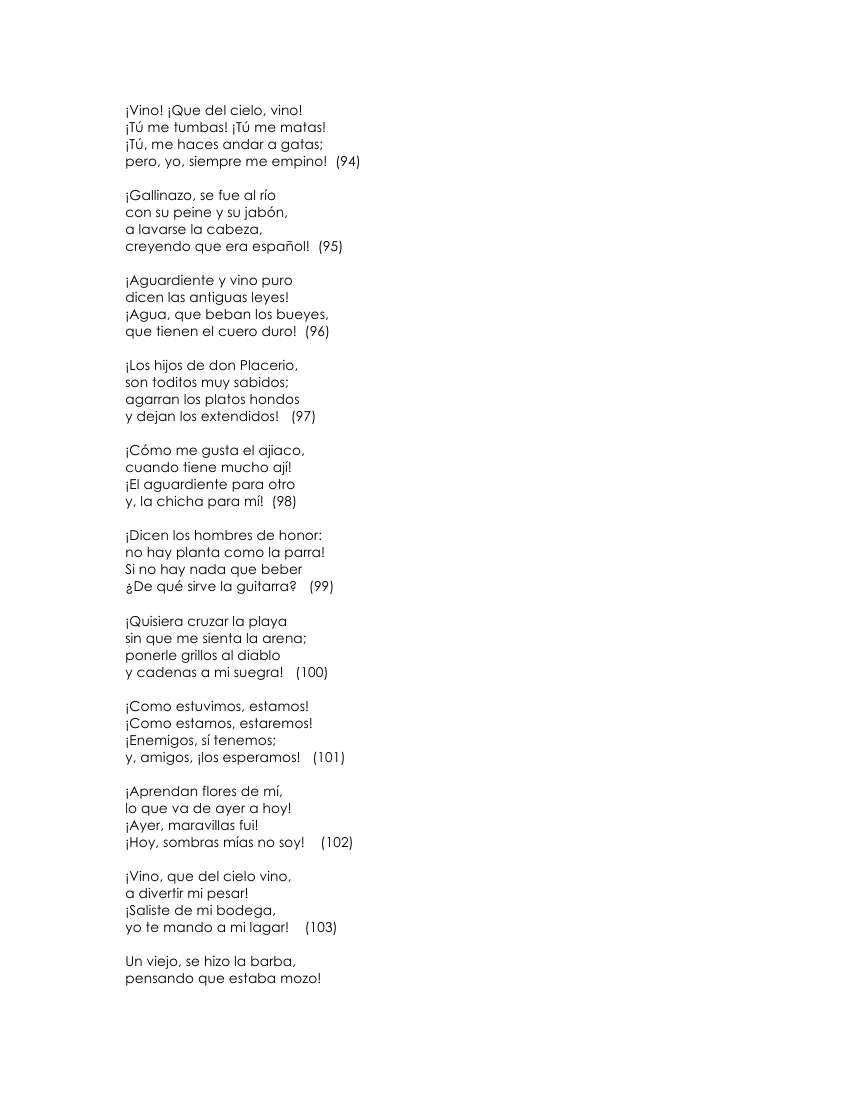 ¡Vino! ¡Que del cielo, vino!
¡Tú me tumbas! ¡Tú me matas!
¡Tú, me haces andar a gatas;
pero, yo, siempre me empino! (94)
¡Gallinazo, se fue al río
con su peine y su jabón,
a lavarse la cabeza,
creyendo que era español! (95)
¡Aguardiente y vino puro
dicen las antiguas leyes!
¡Agua, que beban los bueyes,
que tienen el cuero duro! (96)
¡Los hijos de don Placerio,
son toditos muy sabidos;
agarran los platos hondos
y dejan los extendidos! (97)
¡Cómo me gusta el ajiaco,
cuando tiene mucho ají!
¡El aguardiente para otro
y, la chicha para mí! (98)
¡Dicen los hombres de honor:
no hay planta como la parra!
Si no hay nada que beber
¿De qué sirve la guitarra? (99)
¡Quisiera cruzar la playa
sin que me sienta la arena;
ponerle grillos al diablo
y cadenas a mi suegra! (100)
¡Como estuvimos, estamos!
¡Como estamos, estaremos!
¡Enemigos, sí tenemos;
y, amigos, ¡los esperamos! (101)
¡Aprendan flores de mí,
lo que va de ayer a hoy!
¡Ayer, maravillas fui!
¡Hoy, sombras mías no soy! (102)
¡Vino, que del cielo vino,
a divertir mi pesar!
¡Saliste de mi bodega,
yo te mando a mi lagar! (103)
Un viejo, se hizo la barba,
pensando que estaba mozo!